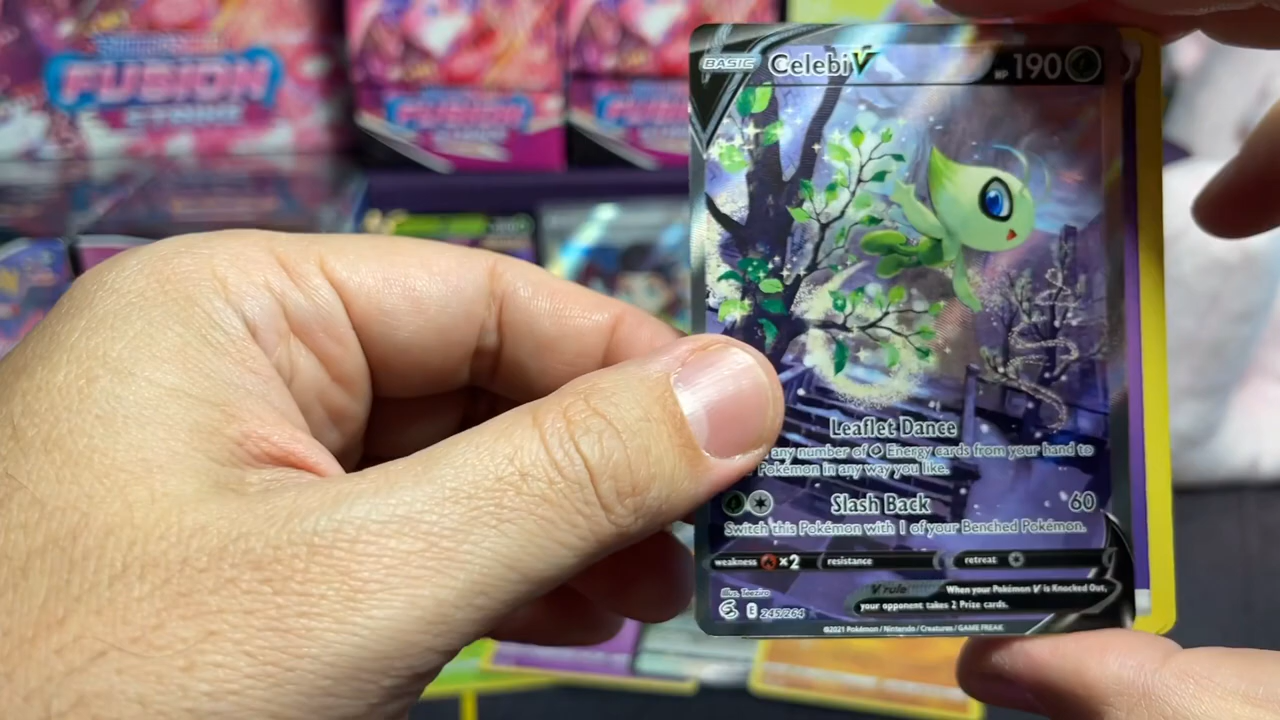 FUSION
STRIKE
FUSION
FUSION
BASIC Celebi V HP 190
Leaflet Dance
any number of Energy cards from your hand to
Pokémon in any way you like.
Slash Back 60
Switch this Pokémon with 1 of your Benched Pokémon.
weakness ×2 resistance retreat
Illus. Teeziro
V rule When your Pokémon V is Knocked Out,
your opponent takes 2 Prize cards.
E 245/264
©2021 Pokémon / Nintendo / Creatures / GAME FREAK